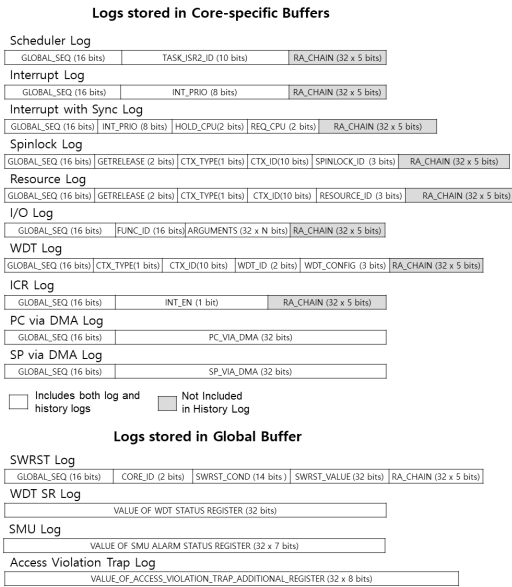 Logs stored in Core-specific Buffers
Scheduler Log
GLOBAL_SEQ (16 bits) TASK_ISR2_ID (10 bits) RA_CHAIN (32 x 5 bits)
Interrupt Log
GLOBAL_SEQ (16 bits) INT_PRIO (8 bits) RA_CHAIN (32 x 5 bits)
Interrupt with Sync Log
GLOBAL_SEQ (16 bits) INT_PRIO (8 bits) HOLD_CPU(2 bits) REQ_CPU (2 bits) RA_CHAIN (32 x 5 bits)
Spinlock Log
GLOBAL_SEQ (16 bits) GETRELEASE (2 bits) CTX_TYPE(1 bits) CTX_ID(10 bits) SPINLOCK_ID (3 bits) RA_CHAIN (32 x 5 bits)
Resource Log
GLOBAL_SEQ (16 bits) GETRELEASE (2 bits) CTX_TYPE(1 bits) CTX_ID(10 bits) RESOURCE_ID (3 bits) RA_CHAIN (32 x 5 bits)
I/O Log
GLOBAL_SEQ (16 bits) FUNC_ID (16 bits) ARGUMENTS (32 x N bits) RA_CHAIN (32 x 5 bits)
WDT Log
GLOBAL_SEQ (16 bits) CTX_TYPE(1 bits) CTX_ID(10 bits) WDT_ID (2 bits) WDT_CONFIG (3 bits) RA_CHAIN (32 x 5 bits)
ICR Log
GLOBAL_SEQ (16 bits) INT_EN (1 bit) RA_CHAIN (32 x 5 bits)
PC via DMA Log
GLOBAL_SEQ (16 bits) PC_VIA_DMA (32 bits)
SP via DMA Log
GLOBAL_SEQ (16 bits) SP_VIA_DMA (32 bits)
Includes both log and history logs
Not Included in History Log
Logs stored in Global Buffer
SWRST Log
GLOBAL_SEQ (16 bits) CORE_ID (2 bits) SWRST_COND (14 bits ) SWRST_VALUE (32 bits) RA_CHAIN (32 x 5 bits)
WDT SR Log
VALUE OF WDT STATUS REGISTER (32 bits)
SMU Log
VALUE OF SMU ALARM STATUS REGISTER (32 x 7 bits)
Access Violation Trap Log
VALUE_OF_ACCESS_VIOLATION_TRAP_ADDITIONAL_REGISTER (32 x 8 bits)